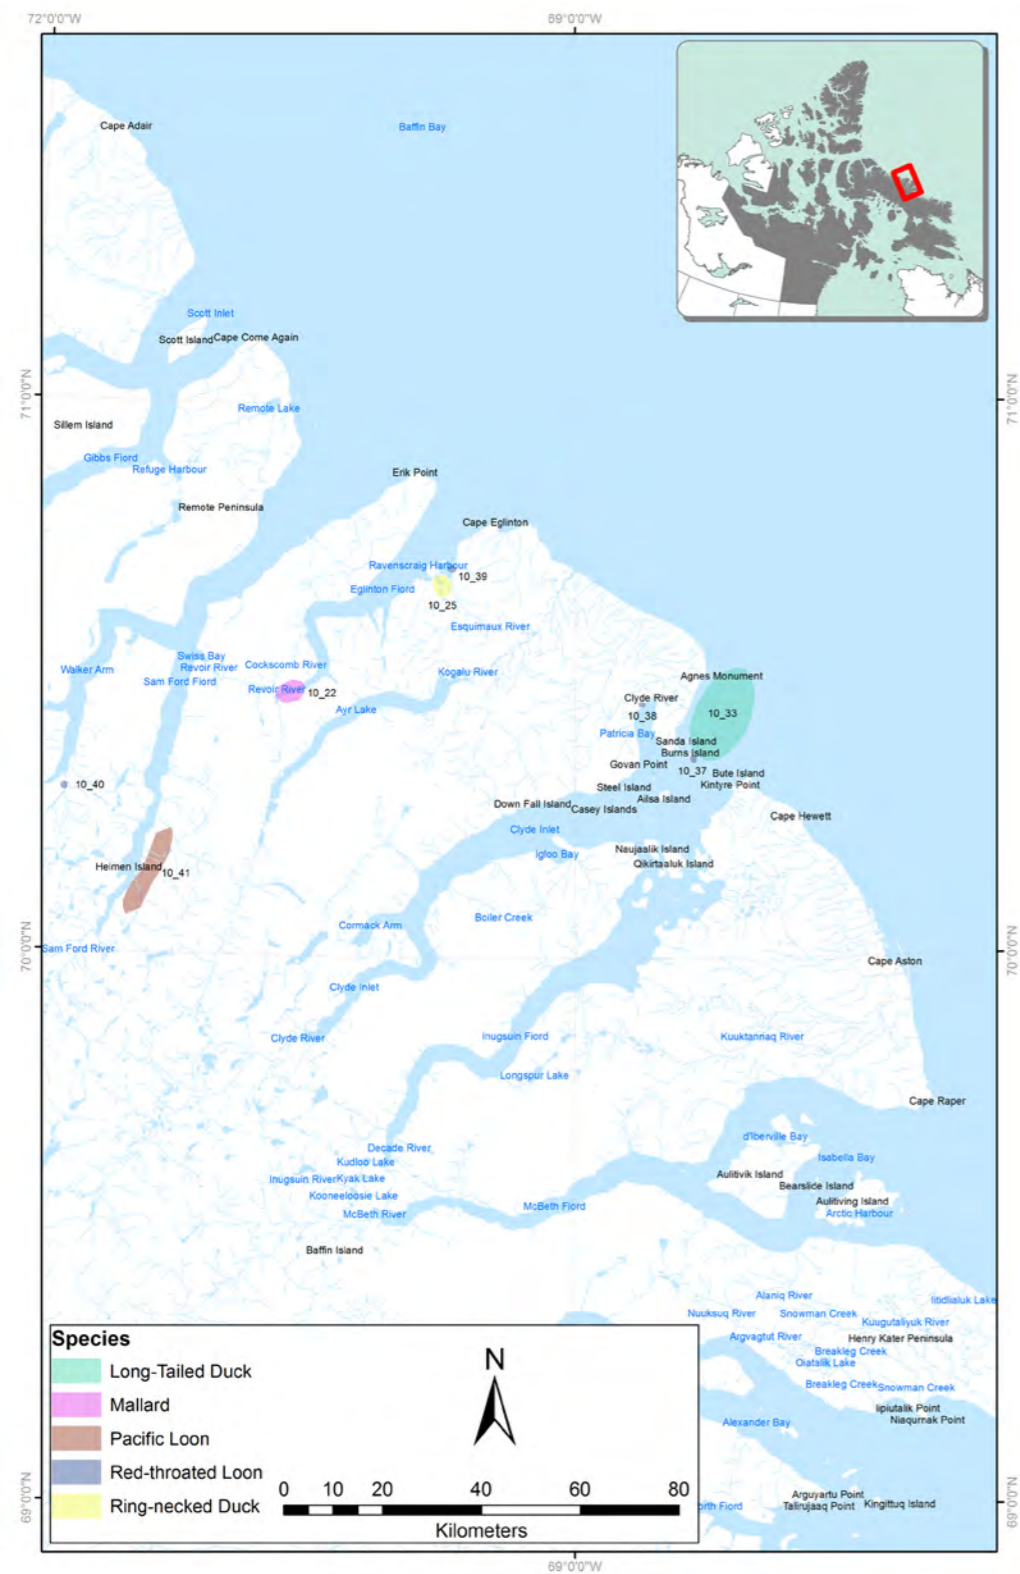 72°0'0"W
69°0'0"W
Cape Adair
Baffin Bay
Scott Inlet
Scott Island
Cape Come Again
71°0'0"N
71°0'0"N
Remote Lake
Sillem Island
Gibbs Fiord
Refuge Harbour
Erik Point
Remote Peninsula
Cape Eglinton
Ravenscraig Harbour
10_39
Eglinton Fiord
10_25
Esquimaux River
Swiss Bay
Revoir River
Cockscomb River
Walker Arm
Kogalu River
Sam Ford Fiord
Agnes Monument
Revoir River
10_22
Clyde River
Ayr Lake
10_38
10_33
Patricia Bay
Sanda Island
Burns Island
Govan Point
10_37
Bute Island
10_40
Steel Island
Kintyre Point
Ailsa Island
Down Fall Island
Casey Islands
Cape Hewett
Clyde Inlet
Naujaalik Island
Igloo Bay
Qikirtaaluk Island
Heimen Island
10_41
Boiler Creek
Cormack Arm
70°0'0"N
70°0'0"N
Sam Ford River
Cape Aston
Clyde Inlet
Clyde River
Inugsuin Fiord
Kuuktannaq River
Longspur Lake
Cape Raper
d'Iberville Bay
Decade River
Isabella Bay
Kudloo Lake
Aulitivik Island
Inugsuin River
Kyak Lake
Bearslide Island
Kooneeloosie Lake
Aulitiving Island
McBeth Fiord
McBeth River
Arctic Harbour
Baffin Island
Alaniq River
Iitidlialuk Lake
Nuuksuq River
Snowman Creek
Kuugutaliyuk River
Argvagtut River
Henry Kater Peninsula
Breakleg Creek
Oiatalik Lake
Breakleg Creek
Snowman Creek
Iipiutalik Point
Niaqurnak Point
Alexander Bay
Arguyartu Point
orth Fiord
Talirujaaq Point
Kingittuq Island
69°0'0"N
69°0'0"N
Species
Long-Tailed Duck
Mallard
Pacific Loon
Red-throated Loon
Ring-necked Duck
N
0 10 20 40 60 80
Kilometers
69°0'0"W